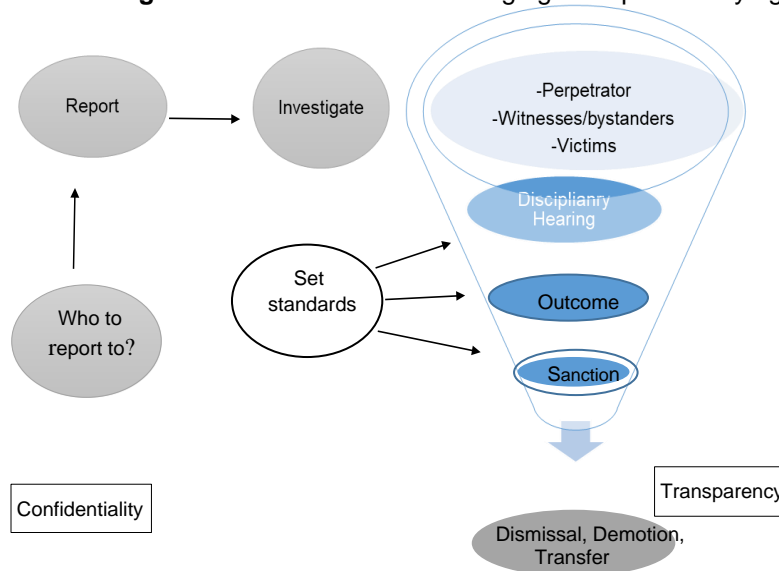 Report
Investigate
-Perpetrator
-Witnesses/bystanders
-Victims
Disciplianry
Hearing
Set
standards
Who to
report to?
Outcome
Sanction
Confidentiality
Transparency
Dismissal, Demotion,
Transfer